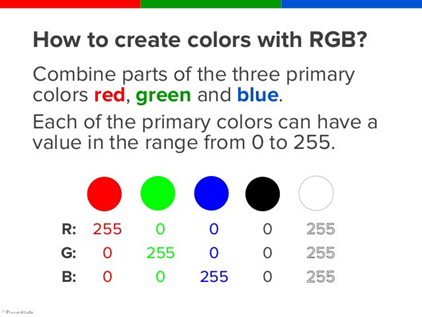 How to create colors with RGB?
Combine parts of the three primary
colors red, green and blue.
Each of the primary colors can have a
value in the range from 0 to 255.
R: 255 0 0 0 255
G: 0 255 0 0 255
B: 0 0 255 0 255